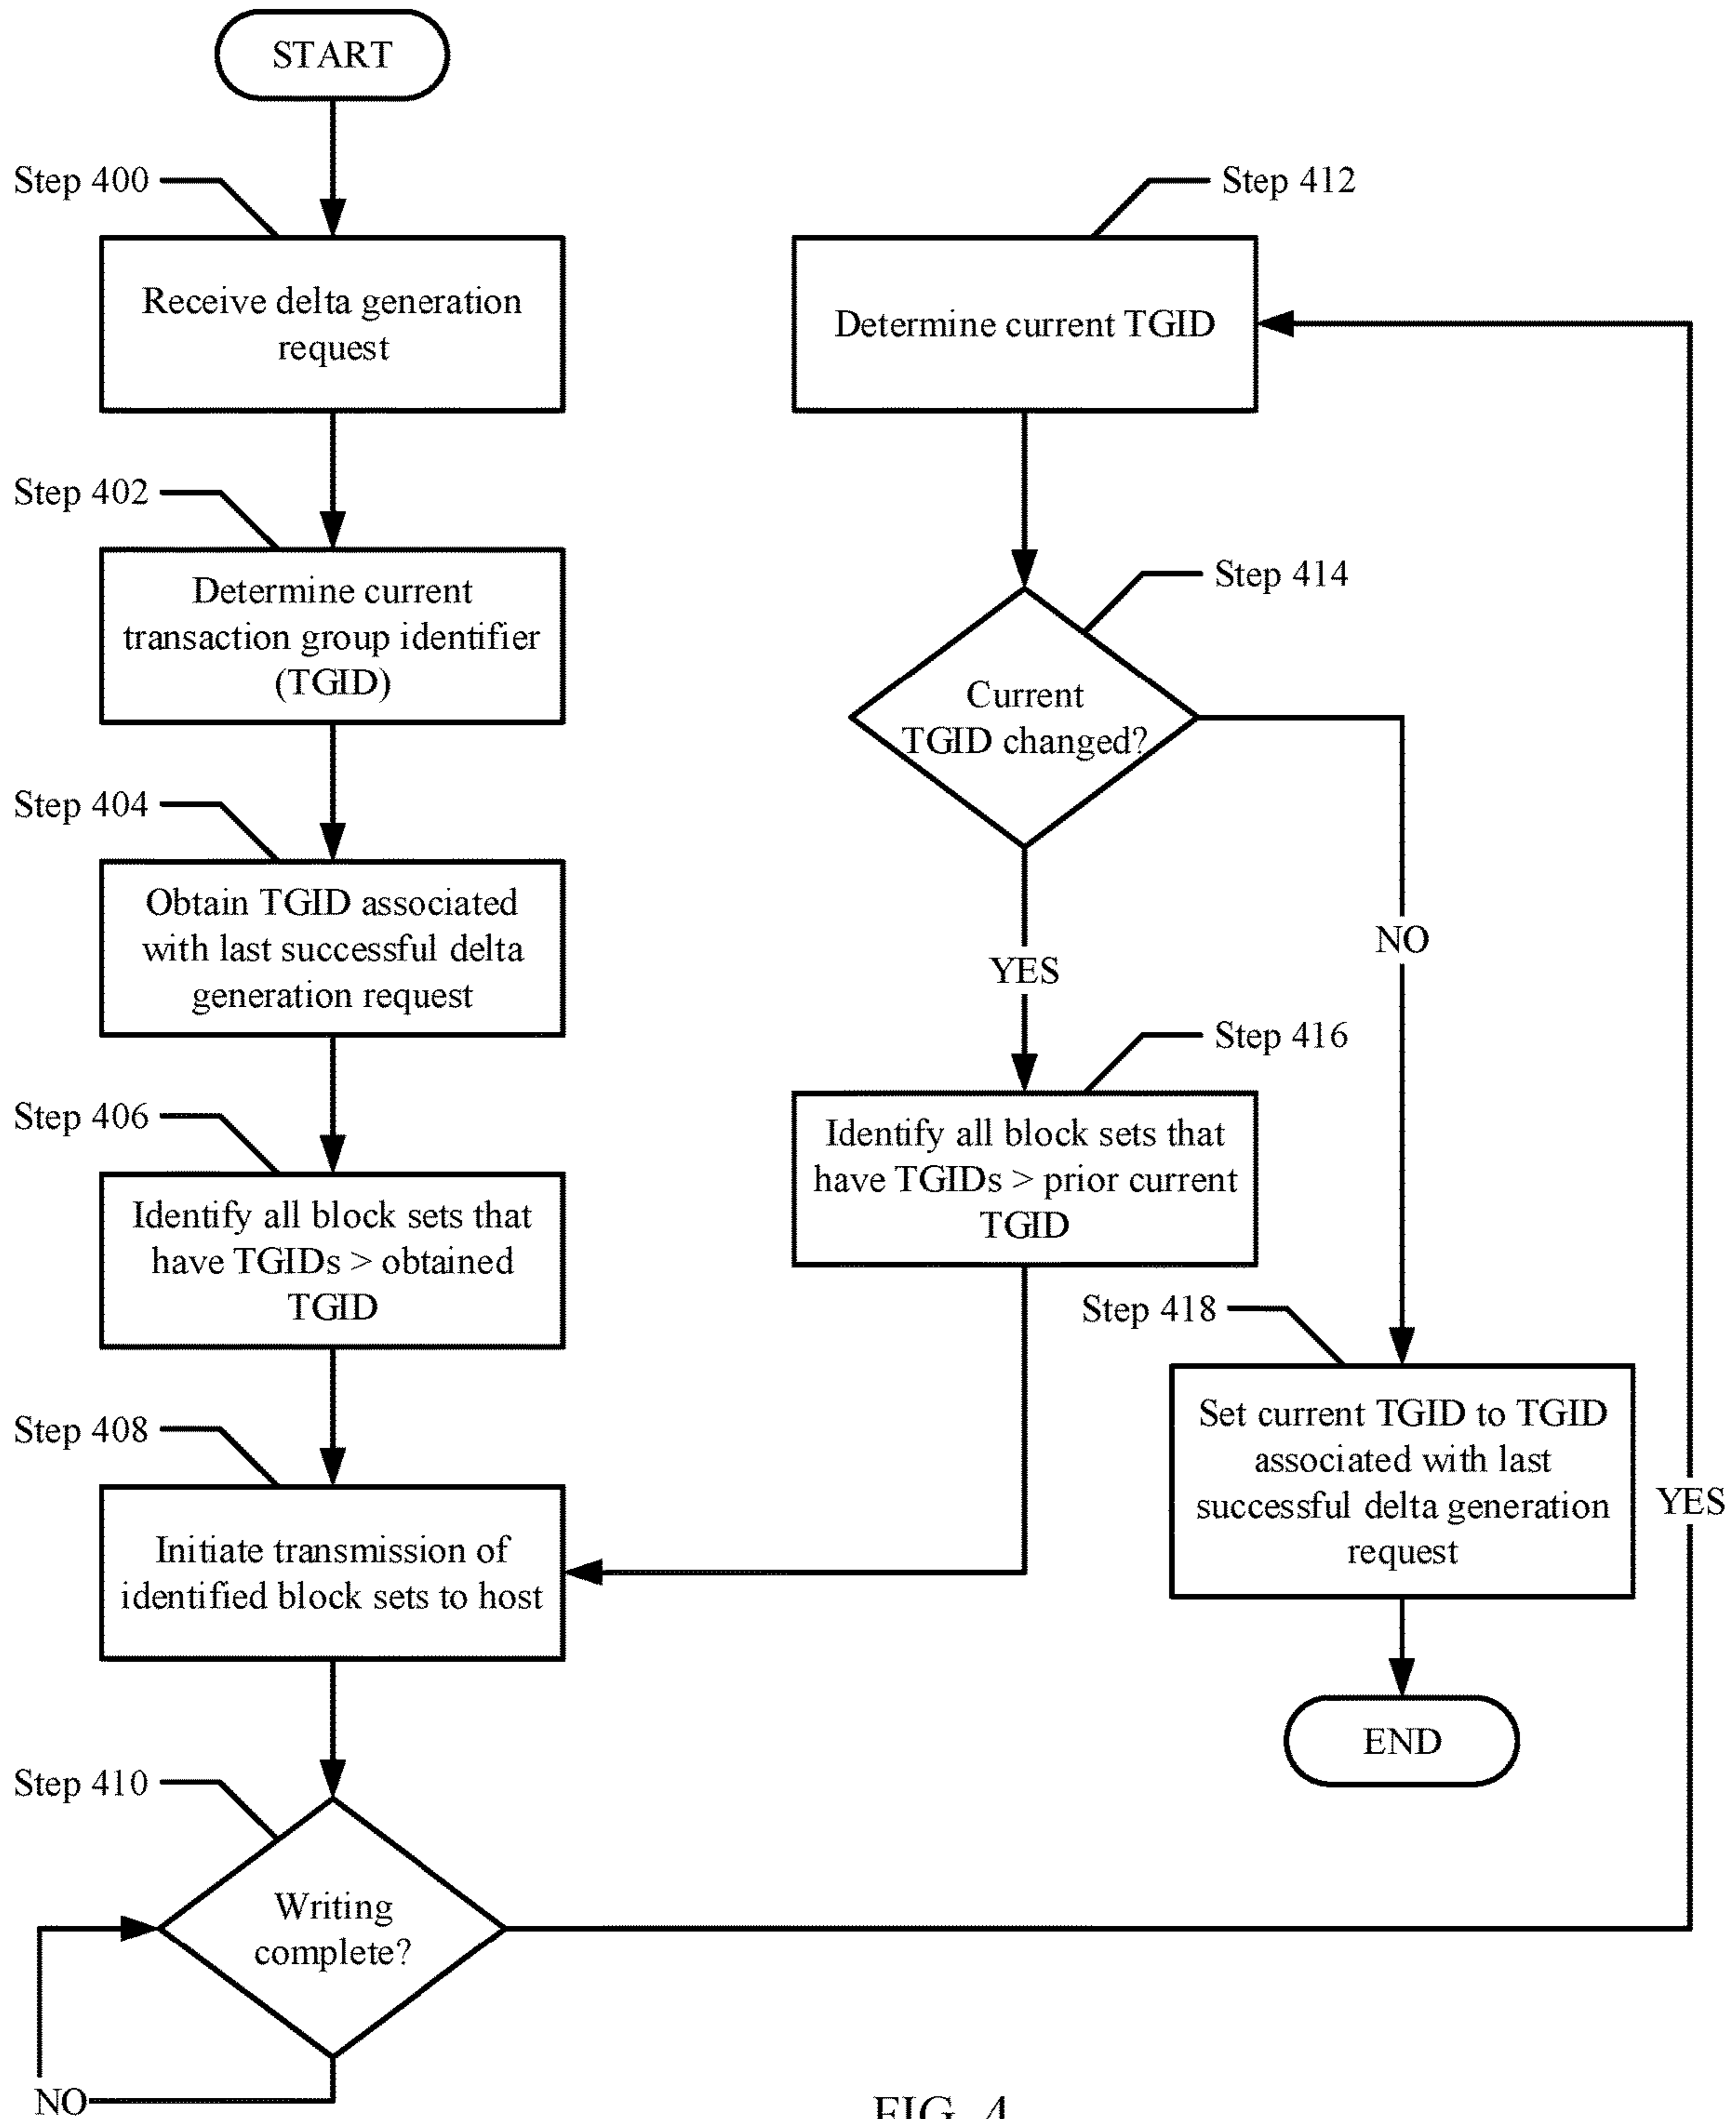 START
Step 400
Receive delta generation
request
Step 402
Determine current
transaction group identifier
(TGID)
Step 404
Obtain TGID associated
with last successful delta
generation request
Step 406
Identify all block sets that
have TGIDs > obtained
TGID
Step 408
Initiate transmission of
identified block sets to host
Step 410
Writing
complete?
NO
YES
Step 412
Determine current TGID
Step 414
Current
TGID changed?
YES
NO
Step 416
Identify all block sets that
have TGIDs > prior current
TGID
Step 418
Set current TGID to TGID
associated with last
successful delta generation
request
END
FIG. 4